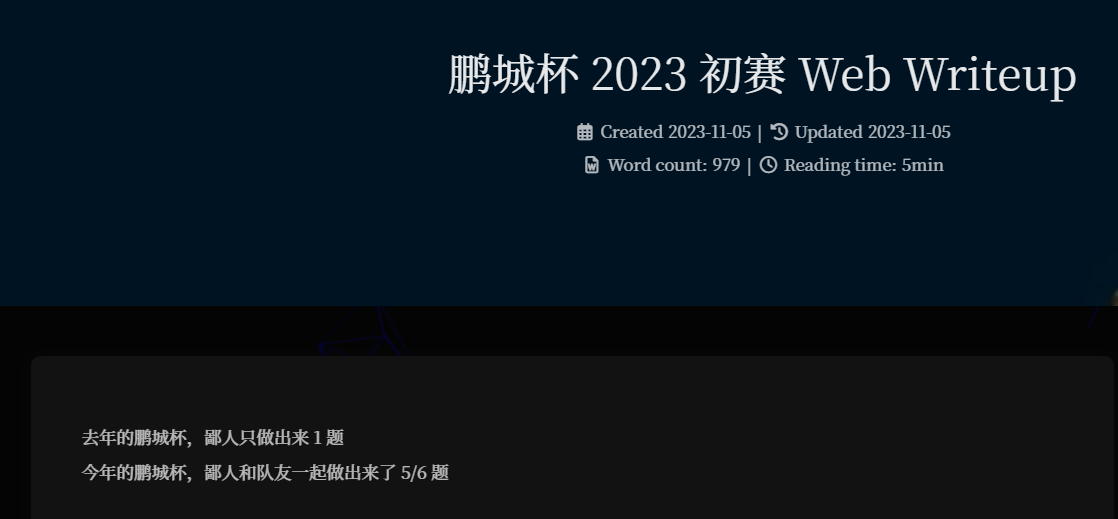 鹏城杯 2023 初赛 Web Writeup
Created 2023-11-05 | Updated 2023-11-05
Word count: 979 | Reading time: 5min
去年的鹏城杯，鄙人只做出来 1 题
今年的鹏城杯，鄙人和队友一起做出来了 5/6 题